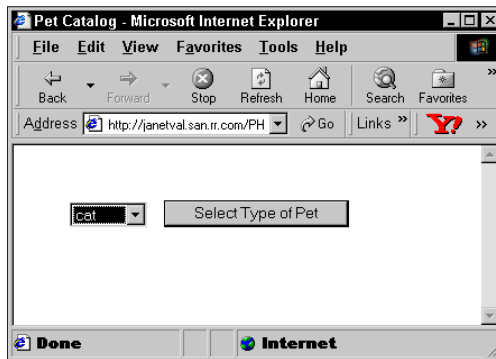 Pet Catalog - Microsoft Internet Explorer
File Edit View Favorites Tools Help
Back Forward Stop Refresh Home Search Favorites »
Address http://janetval.san.rr.com/PH Go Links » Y! »
cat Select Type of Pet
Done Internet